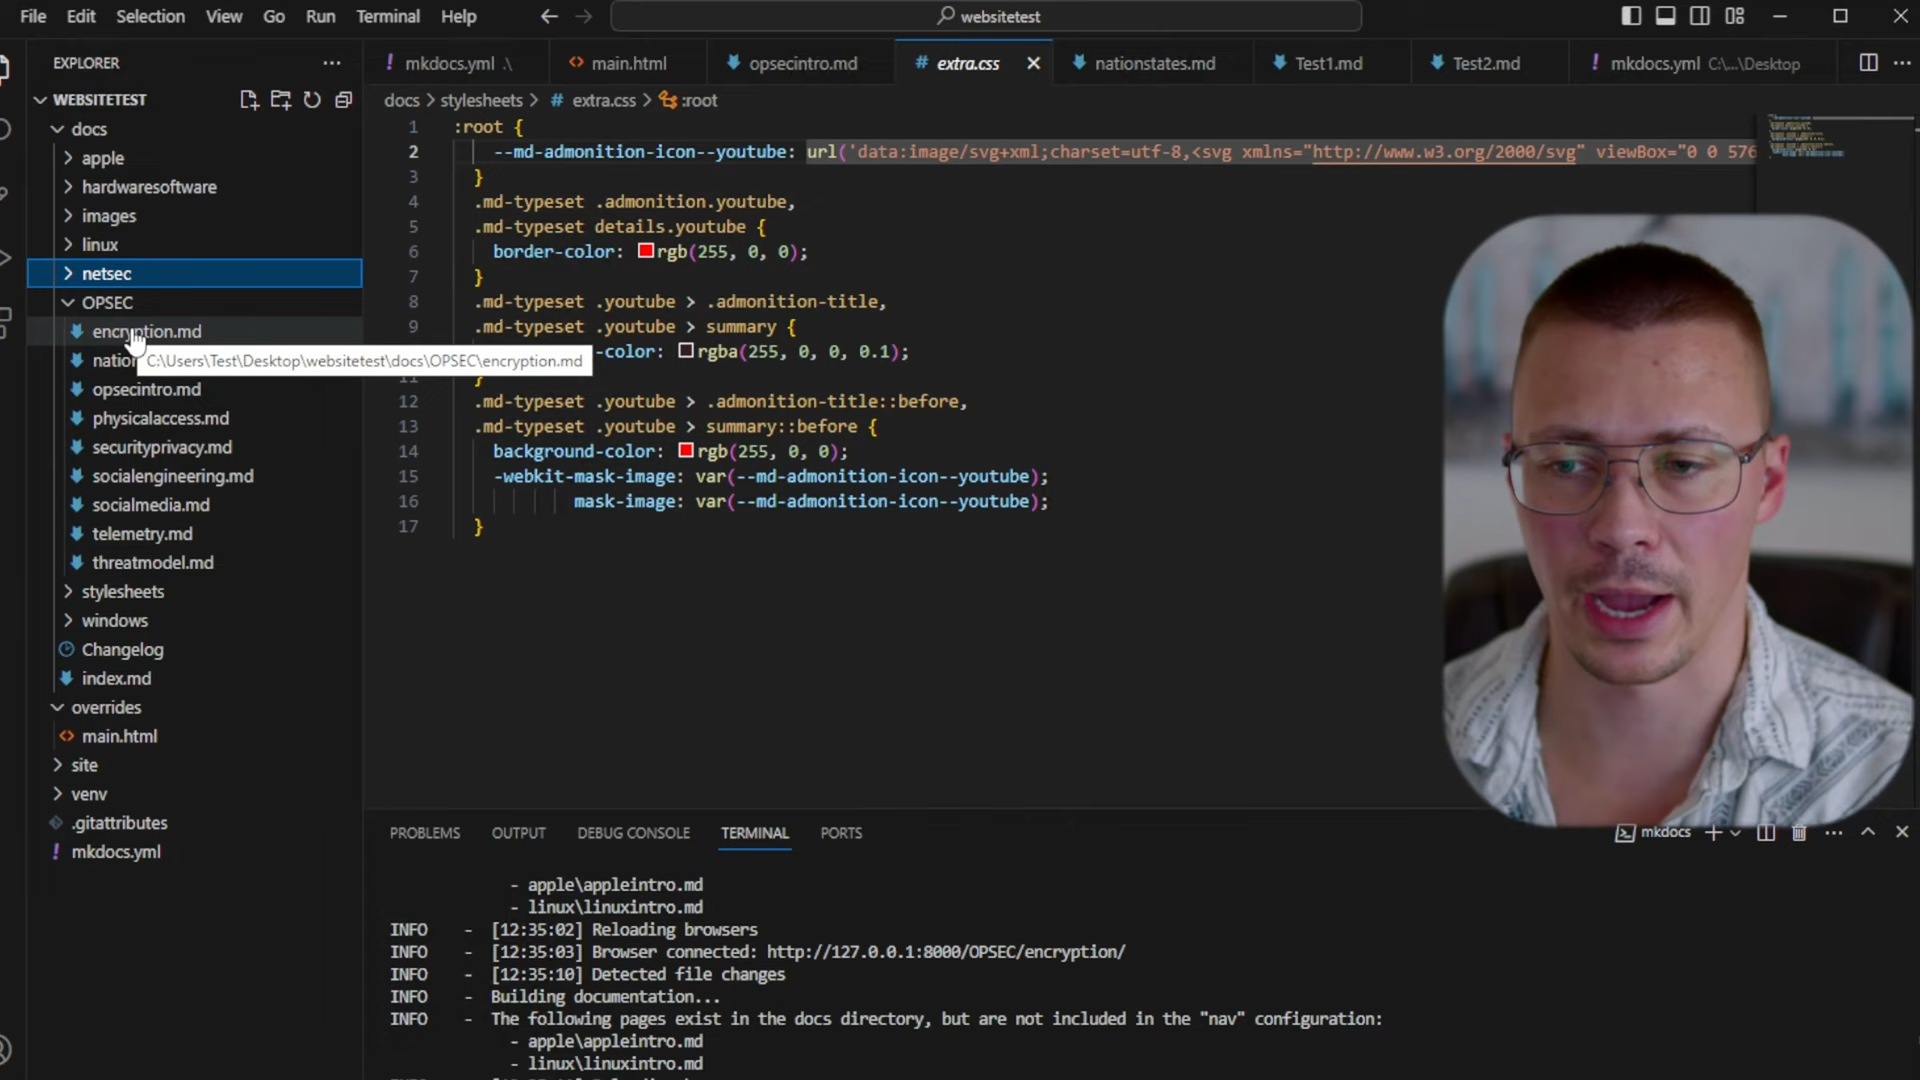 File Edit Selection View Go Run Terminal Help
websitetest
EXPLORER
WEBSITETEST
docs
apple
hardwaresoftware
images
linux
netsec
OPSEC
encryption.md
nation
C:\Users\Test\Desktop\websitetest\docs\OPSEC\encryption.md
opsecintro.md
physicalaccess.md
securityprivacy.md
socialengineering.md
socialmedia.md
telemetry.md
threatmodel.md
stylesheets
windows
Changelog
index.md
overrides
main.html
site
venv
.gitattributes
mkdocs.yml
mkdocs.yml .\ main.html opsecintro.md extra.css nationstates.md Test1.md Test2.md mkdocs.yml C:\...\Desktop
docs > stylesheets > # extra.css > :root
1 :root {
2 --md-admonition-icon--youtube: url('data:image/svg+xml;charset=utf-8,<svg xmlns="http://www.w3.org/2000/svg" viewBox="0 0 576
3 }
4 .md-typeset .admonition.youtube,
5 .md-typeset details.youtube {
6 border-color: rgb(255, 0, 0);
7 }
8 .md-typeset .youtube > .admonition-title,
9 .md-typeset .youtube > summary {
-color: rgba(255, 0, 0, 0.1);
11 }
12 .md-typeset .youtube > .admonition-title::before,
13 .md-typeset .youtube > summary::before {
14 background-color: rgb(255, 0, 0);
15 -webkit-mask-image: var(--md-admonition-icon--youtube);
16 mask-image: var(--md-admonition-icon--youtube);
17 }
PROBLEMS OUTPUT DEBUG CONSOLE TERMINAL PORTS
mkdocs
- apple\appleintro.md
- linux\linuxintro.md
INFO - [12:35:02] Reloading browsers
INFO - [12:35:03] Browser connected: http://127.0.0.1:8000/OPSEC/encryption/
INFO - [12:35:10] Detected file changes
INFO - Building documentation...
INFO - The following pages exist in the docs directory, but are not included in the "nav" configuration:
- apple\appleintro.md
- linux\linuxintro.md